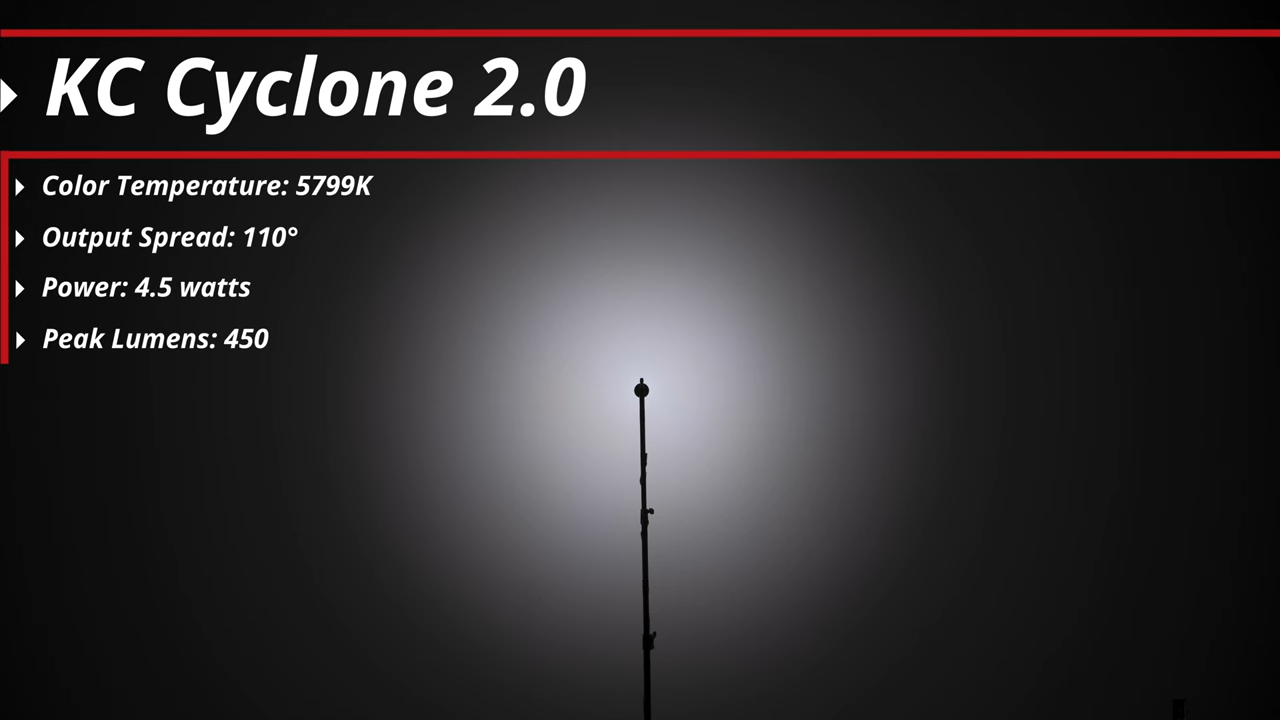 KC Cyclone 2.0
Color Temperature: 5799K
Output Spread: 110°
Power: 4.5 watts
Peak Lumens: 450